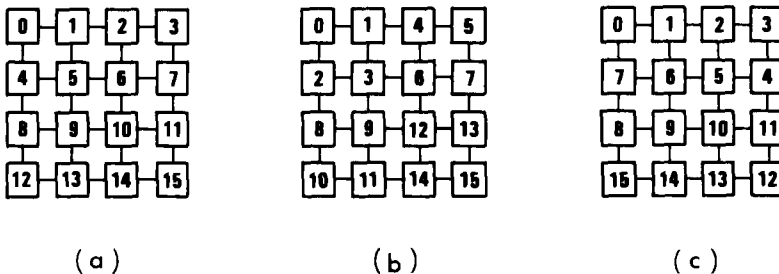 0 1 2 3
4 5 6 7
8 9 10 11
12 13 14 15
(a)
0 1 4 5
2 3 6 7
8 9 12 13
10 11 14 15
(b)
0 1 2 3
7 6 5 4
8 9 10 11
15 14 13 12
(c)